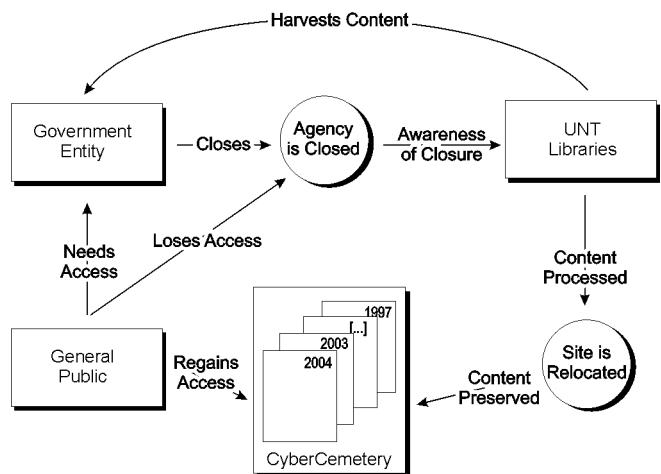 Harvests Content
Government
Entity
Closes
Agency
is Closed
Awareness
of Closure
UNT
Libraries
Needs
Access
Loses Access
Content
Processed
General
Public
Regains
Access
1997
[...]
2003
2004
CyberCemetery
Content
Preserved
Site is
Relocated